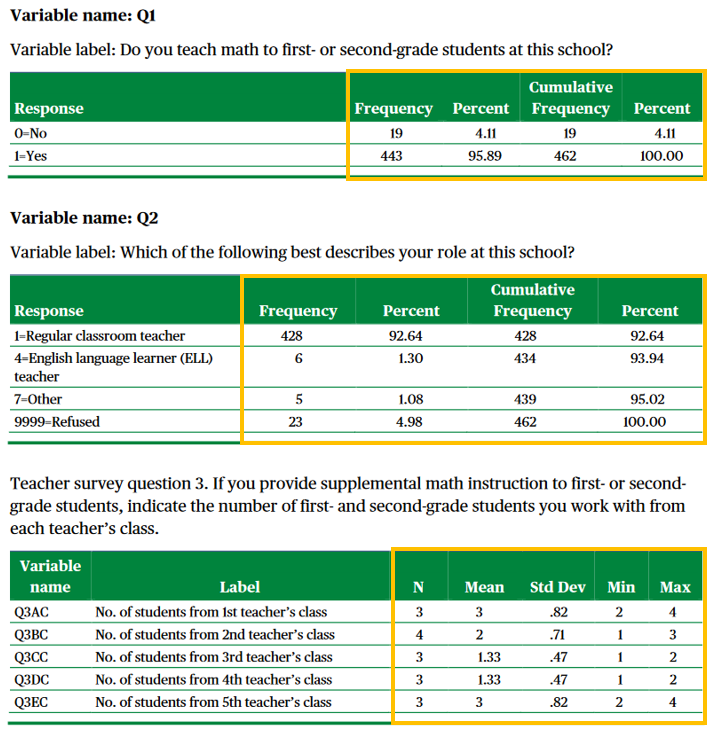 Variable name: Q1
Variable label: Do you teach math to first- or second-grade students at this school?
Cumulative
Response Frequency Percent Frequency Percent
0=No 19 4.11 19 4.11
1=Yes 443 95.89 462 100.00
Variable name: Q2
Variable label: Which of the following best describes your role at this school?
Cumulative
Response Frequency Percent Frequency Percent
1=Regular classroom teacher 428 92.64 428 92.64
4=English language learner (ELL) 6 1.30 434 93.94
teacher
7=Other 5 1.08 439 95.02
9999=Refused 23 4.98 462 100.00
Teacher survey question 3. If you provide supplemental math instruction to first- or second-
grade students, indicate the number of first- and second-grade students you work with from
each teacher’s class.
Variable
name Label N Mean Std Dev Min Max
Q3AC No. of students from 1st teacher’s class 3 3 .82 2 4
Q3BC No. of students from 2nd teacher’s class 4 2 .71 1 3
Q3CC No. of students from 3rd teacher’s class 3 1.33 .47 1 2
Q3DC No. of students from 4th teacher’s class 3 1.33 .47 1 2
Q3EC No. of students from 5th teacher’s class 3 3 .82 2 4